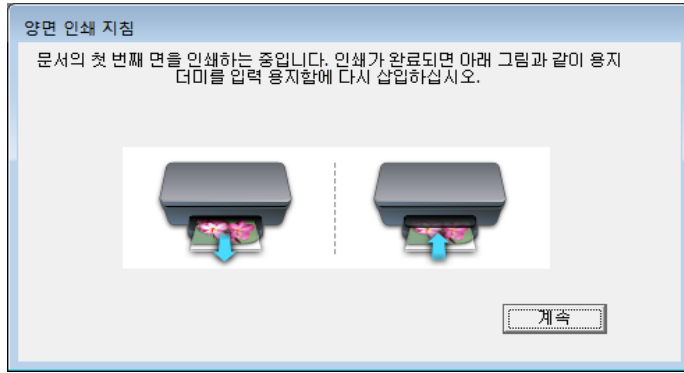 양면 인쇄 지침
문서의 첫 번째 면을 인쇄하는 중입니다. 인쇄가 완료되면 아래 그림과 같이 용지
더미를 입력 용지함에 다시 삽입하십시오.
계속